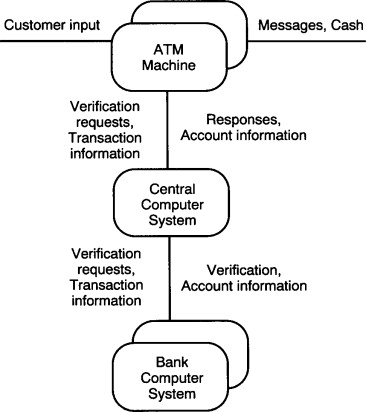 Customer input
Messages, Cash
ATM
Machine
Verification
requests,
Transaction
information
Responses,
Account information
Central
Computer
System
Verification
requests,
Transaction
information
Verification,
Account information
Bank
Computer
System